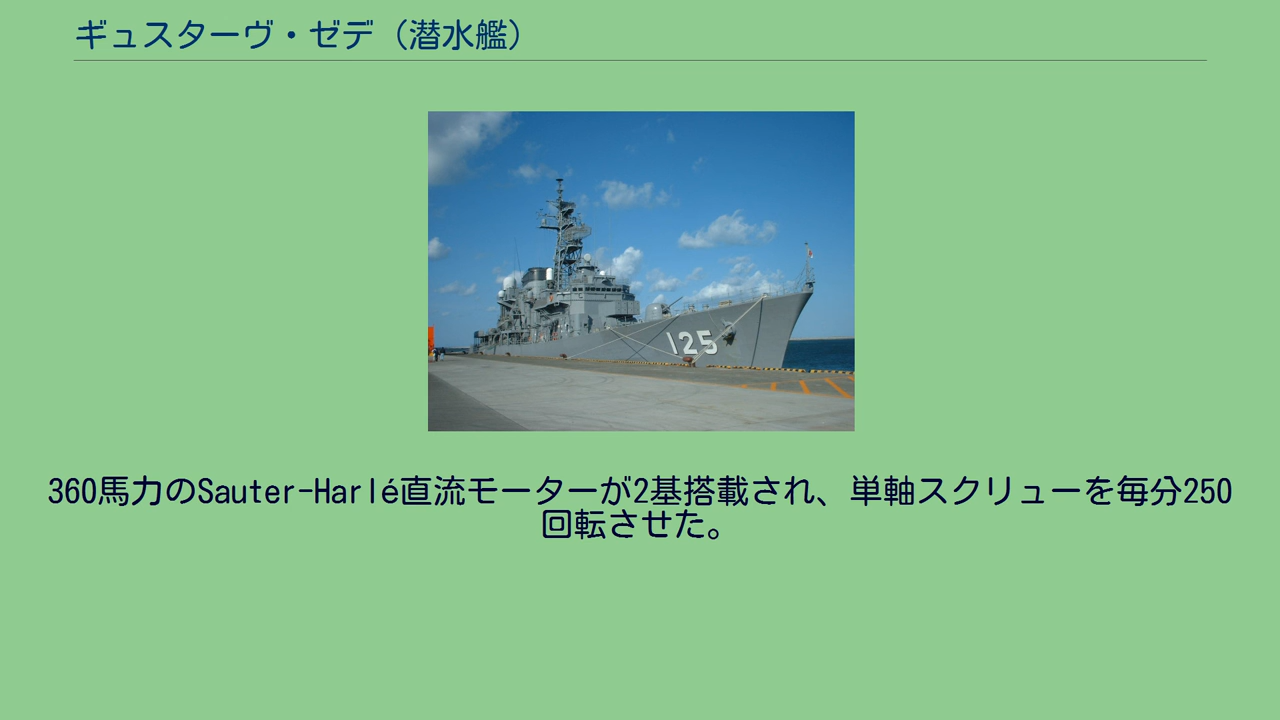 ギュスターヴ・ゼデ（潜水艦）
125
360馬力のSauter-Harlé直流モーターが2基搭載され、単軸スクリューを毎分250
回転させた。